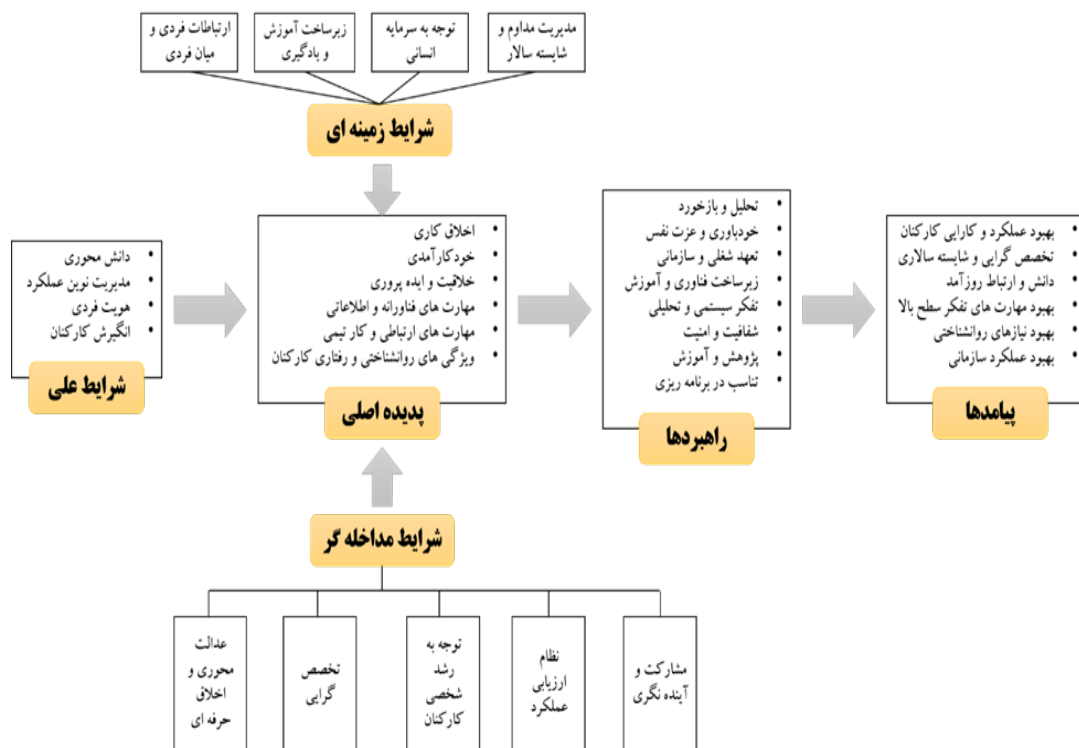 ارتباطات فردی و
میان فردی
زیرساخت آموزش
و یادگیری
توجه به سرمایه
انسانی
مدیریت مداوم و
شایسته سالار
شرایط زمینه ای
دانش محوری
مدیریت نوین عملکرد
هویت فردی
انگیزش کارکنان
شرایط علی
اخلاق کاری
خودکارآمدی
خلاقیت و ایده پروری
مهارت های فناورانه و اطلاعاتی
مهارت های ارتباطی و کار تیمی
ویژگی های روانشناختی و رفتاری کارکنان
پدیده اصلی
تحلیل و بازخورد
خودباوری و عزت نفس
تعهد شغلی و سازمانی
زیرساخت فناوری و آموزش
تفکر سیستمی و تحلیلی
شفافیت و امنیت
پژوهش و آموزش
تناسب در برنامه ریزی
راهبردها
بهبود عملکرد و کارایی کارکنان
تخصص گرایی و شایسته سالاری
دانش و ارتباط روزآمد
بهبود مهارت های تفکر سطح بالا
بهبود نیازهای روانشناختی
بهبود عملکرد سازمانی
پیامدها
شرایط مداخله گر
عدالت
محوری و
اخلاق
حرفه ای
تخصص
گرایی
توجه به
رشد
شخصی
کارکنان
نظام
ارزیابی
عملکرد
مشارکت و
آینده نگری